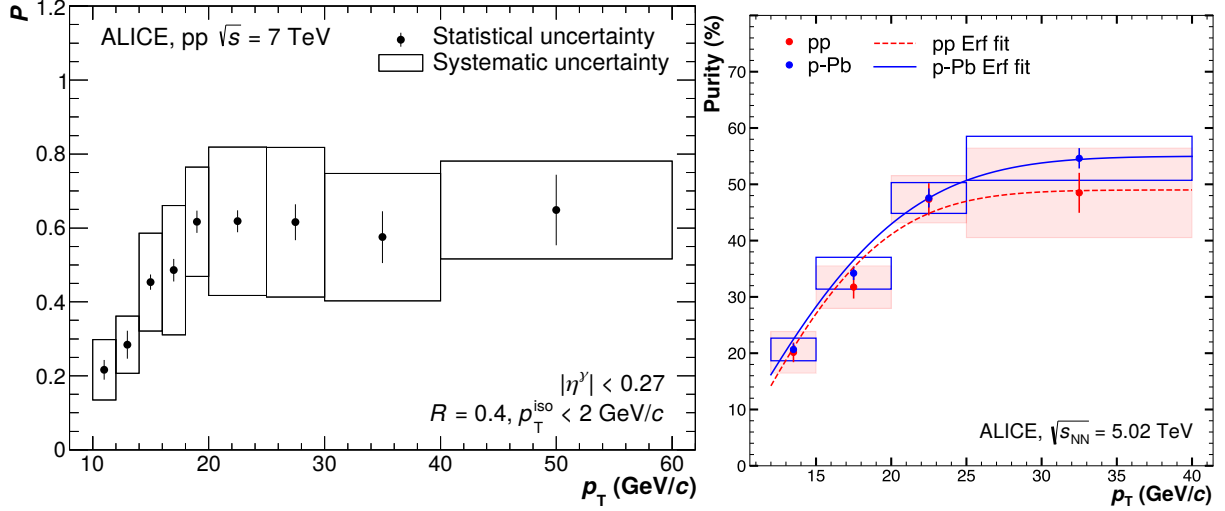 P
1.2
1
0.8
0.6
0.4
0.2
0
ALICE, pp √s = 7 TeV
Statistical uncertainty
Systematic uncertainty
|η^γ| < 0.27
R = 0.4, p_T^iso < 2 GeV/c
10 20 30 40 50 60
p_T (GeV/c)
Purity (%)
70
60
50
40
30
20
10
0
pp
p-Pb
pp Erf fit
p-Pb Erf fit
ALICE, √s_NN = 5.02 TeV
15 20 25 30 35 40
p_T (GeV/c)